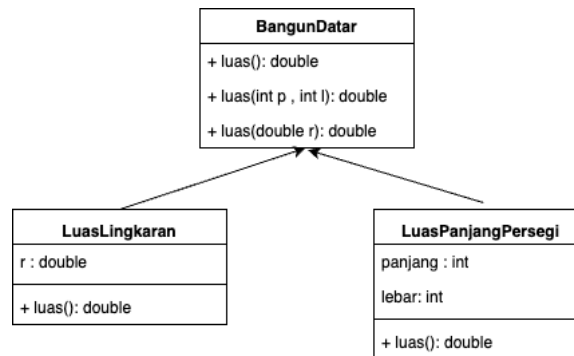 BangunDatar
+ luas(): double
+ luas(int p , int l): double
+ luas(double r): double
LuasLingkaran
r : double
+ luas(): double
LuasPanjangPersegi
panjang : int
lebar: int
+ luas(): double